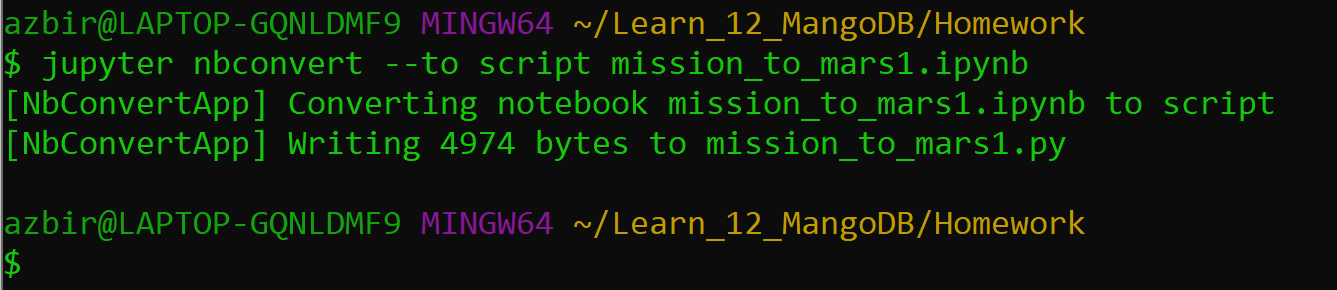 azbir@LAPTOP-GQNLDMF9 MINGW64 ~/Learn_12_MangoDB/Homework
$ jupyter nbconvert --to script mission_to_mars1.ipynb
[NbConvertApp] Converting notebook mission_to_mars1.ipynb to script
[NbConvertApp] Writing 4974 bytes to mission_to_mars1.py
azbir@LAPTOP-GQNLDMF9 MINGW64 ~/Learn_12_MangoDB/Homework
$